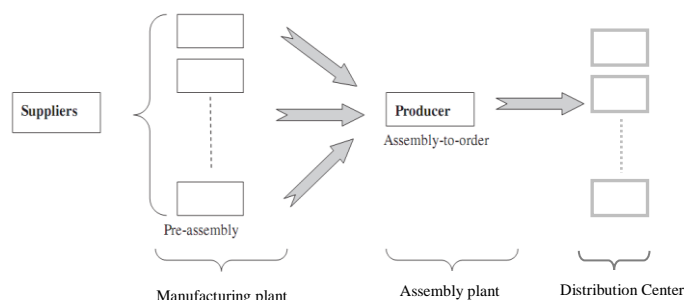 Suppliers
Producer
Assembly-to-order
Pre-assembly
Manufacturing plant
Assembly plant
Distribution Center